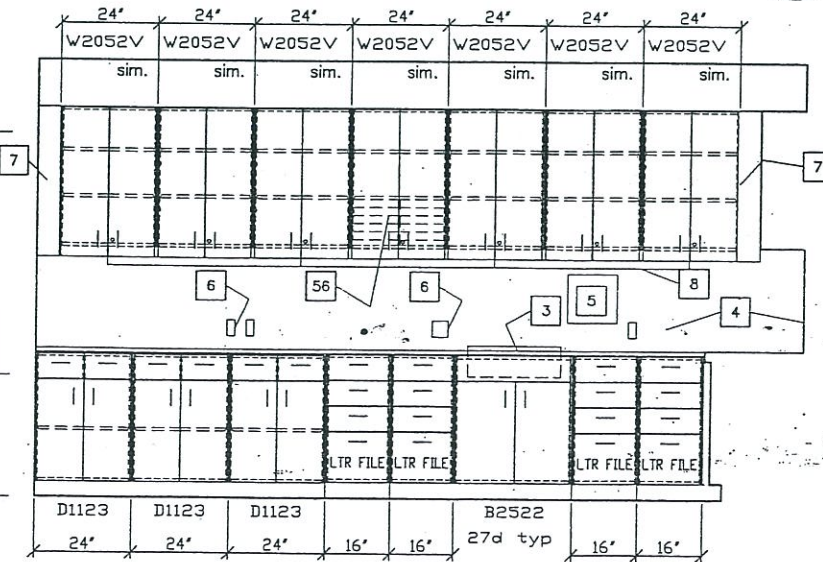 24" 24" 24" 24" 24" 24" 24"
W2052V W2052V W2052V W2052V W2052V W2052V W2052V
sim. sim. sim. sim. sim. sim. sim.
7 7
6 56 6 3 5 8 4
LTR FILE LTR FILE LTR FILE LTR FILE
D1123 D1123 D1123 B2522
24" 24" 24" 16" 16" 27d typ 16" 16"